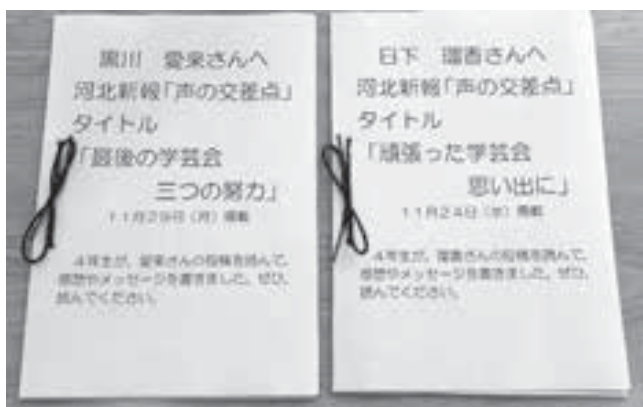 黒川 愛来さんへ
河北新報「声の交差点」
タイトル
「最後の学芸会
三つの努力」
11月29日(月)掲載
4年生が、愛来さんの投稿を読んで、
感想やメッセージを書きました。ぜひ、
読んでください。
日下 瑠香さんへ
河北新報「声の交差点」
タイトル
「頑張った学芸会
思い出に」
11月24日(水)掲載
4年生が、瑠香さんの投稿を読んで、
感想やメッセージを書きました。ぜひ、
読んでください。